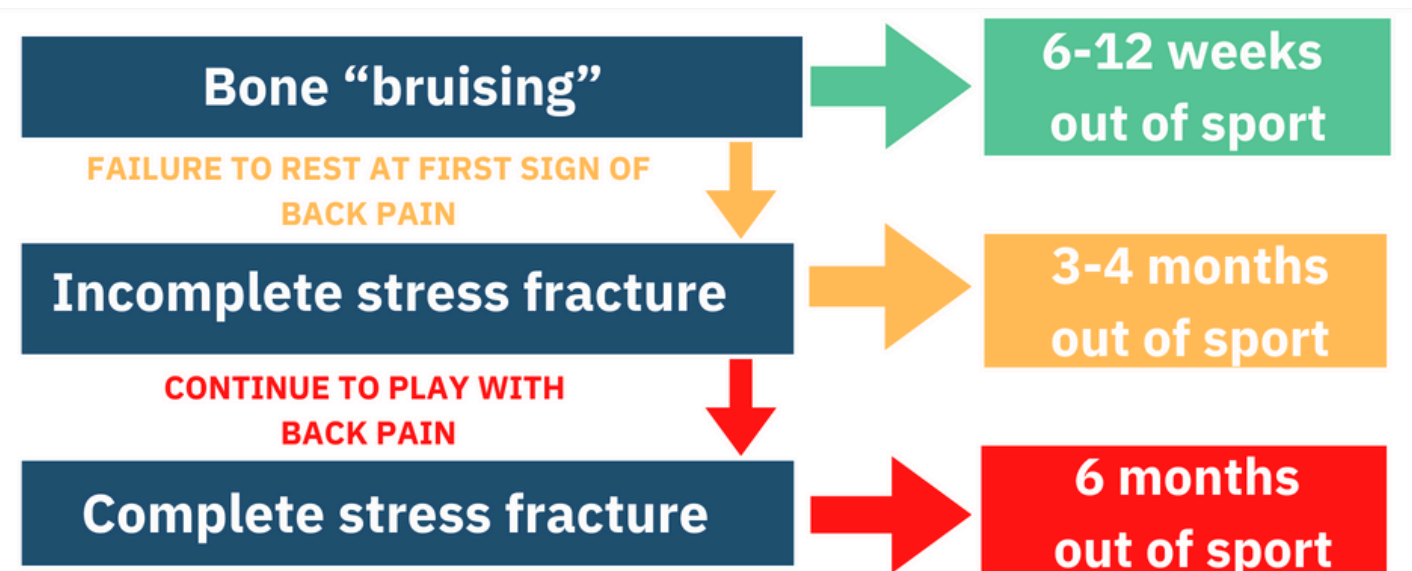 Bone “bruising”
6-12 weeks
out of sport
FAILURE TO REST AT FIRST SIGN OF
BACK PAIN
Incomplete stress fracture
3-4 months
out of sport
CONTINUE TO PLAY WITH
BACK PAIN
Complete stress fracture
6 months
out of sport